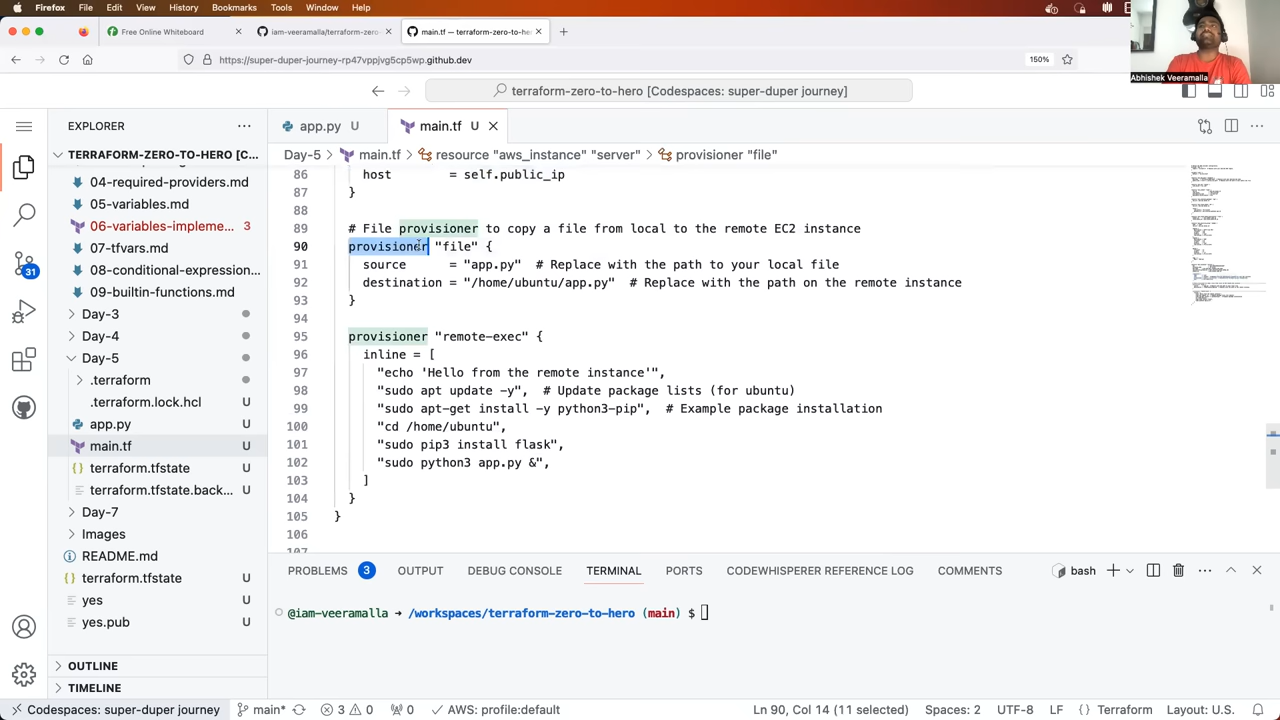 Firefox File Edit View History Bookmarks Tools Window Help
Free Online Whiteboard
iam-veeramalla/terraform-zero-
main.tf — terraform-zero-to-he
https://super-duper-journey-rp47vppjvg5cp5wp.github.dev
150%
Abhishek Veeramalla
terraform-zero-to-hero [Codespaces: super-duper journey]
EXPLORER
TERRAFORM-ZERO-TO-HERO [C...
04-required-providers.md
05-variables.md
06-variables-impleme... 3
07-tfvars.md
08-conditional-expression...
09-builtin-functions.md
Day-3
Day-4
Day-5
.terraform
.terraform.lock.hcl U
app.py U
main.tf U
terraform.tfstate U
terraform.tfstate.back... U
Day-7
Images
README.md
terraform.tfstate U
yes U
yes.pub U
OUTLINE
TIMELINE
31
app.py U
main.tf U
Day-5 > main.tf > resource "aws_instance" "server" > provisioner "file"
86 host = self.public_ip
87 }
88
89 # File provisioner to copy a file from local to the remote EC2 instance
90 provisioner "file" {
91 source = "app.py" # Replace with the path to your local file
92 destination = "/home/ubuntu/app.py" # Replace with the path on the remote instance
93
94
95 provisioner "remote-exec" {
96 inline = [
97 "echo 'Hello from the remote instance'",
98 "sudo apt update -y", # Update package lists (for ubuntu)
99 "sudo apt-get install -y python3-pip", # Example package installation
100 "cd /home/ubuntu",
101 "sudo pip3 install flask",
102 "sudo python3 app.py &",
103 ]
104 }
105 }
106
107
PROBLEMS 3 OUTPUT DEBUG CONSOLE TERMINAL PORTS CODEWHISPERER REFERENCE LOG COMMENTS
bash
@iam-veeramalla → /workspaces/terraform-zero-to-hero (main) $
Codespaces: super-duper journey main* 3 0 0 AWS: profile:default Ln 90, Col 14 (11 selected) Spaces: 2 UTF-8 LF {} Terraform Layout: U.S.